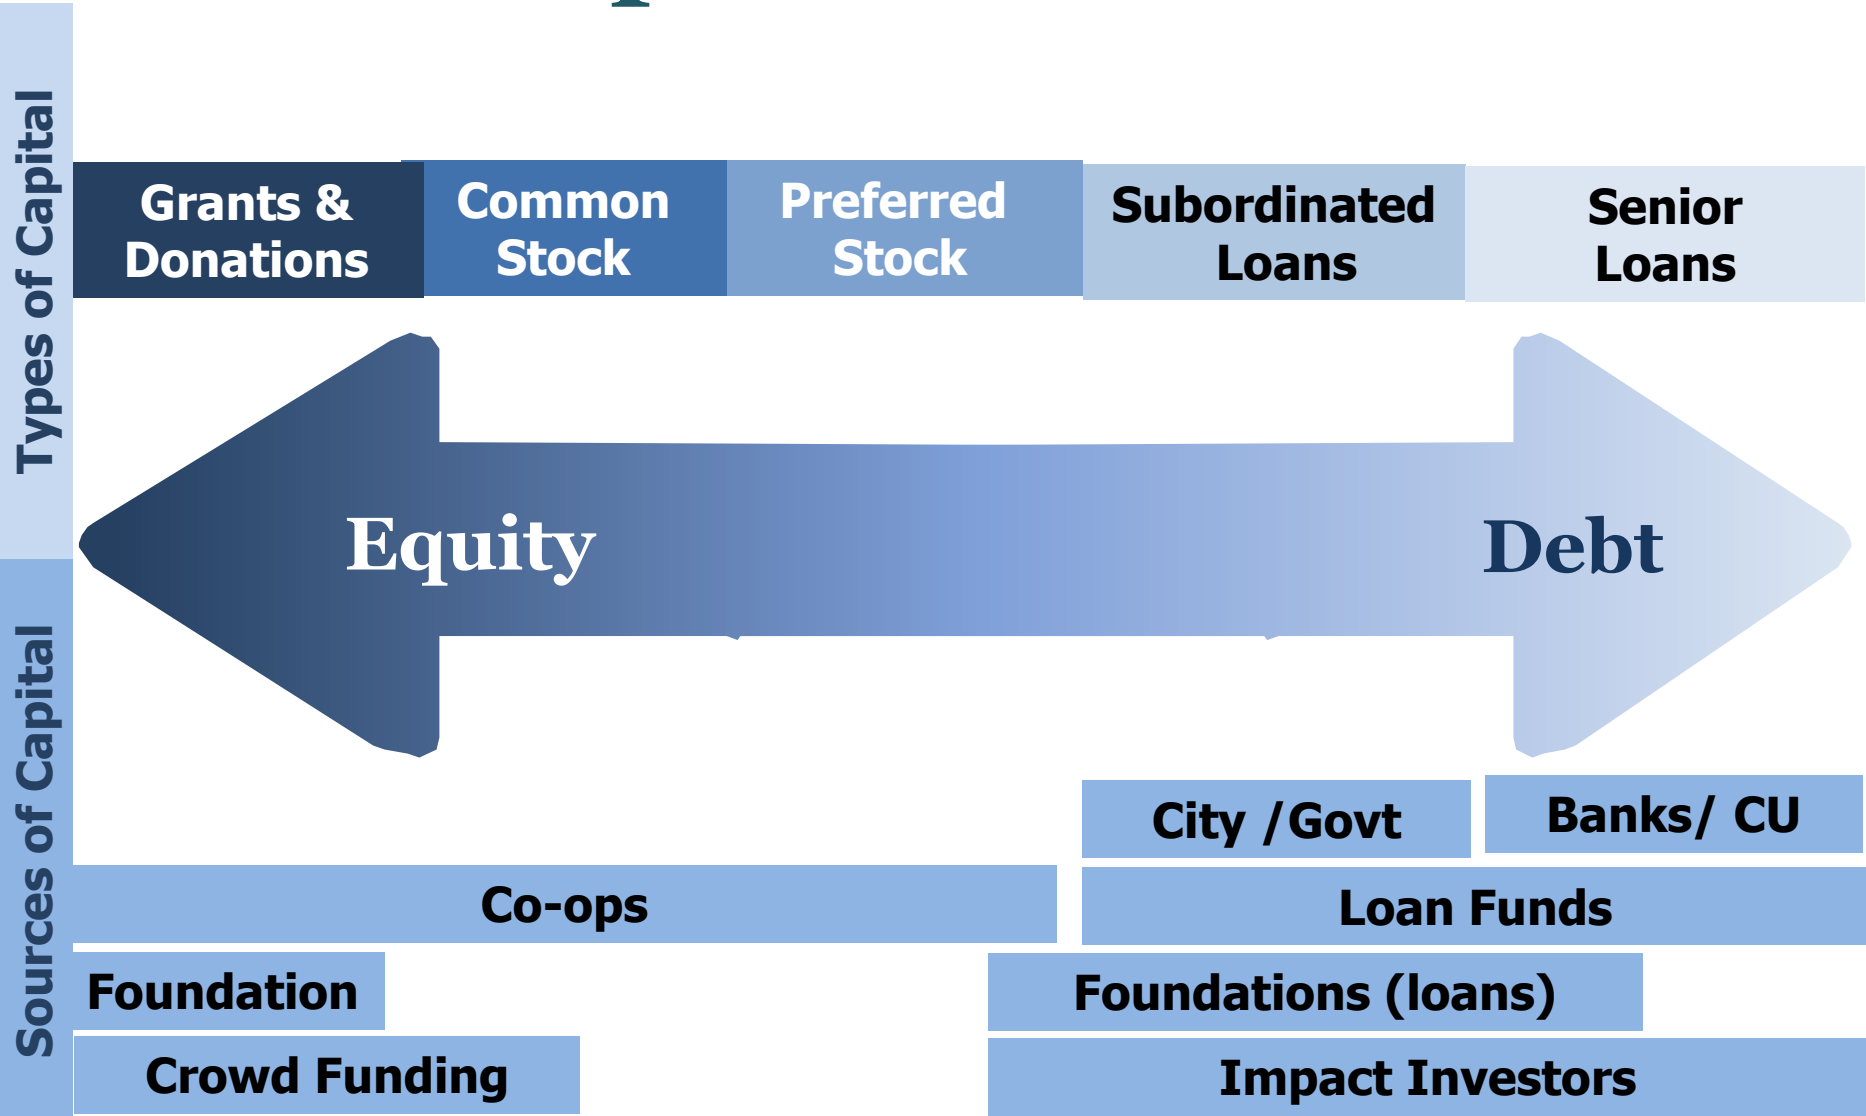 Types of Capital
Grants &
Donations
Common
Stock
Preferred
Stock
Subordinated
Loans
Senior
Loans
Equity
Debt
Sources of Capital
City /Govt
Banks/ CU
Co-ops
Loan Funds
Foundation
Foundations (loans)
Crowd Funding
Impact Investors